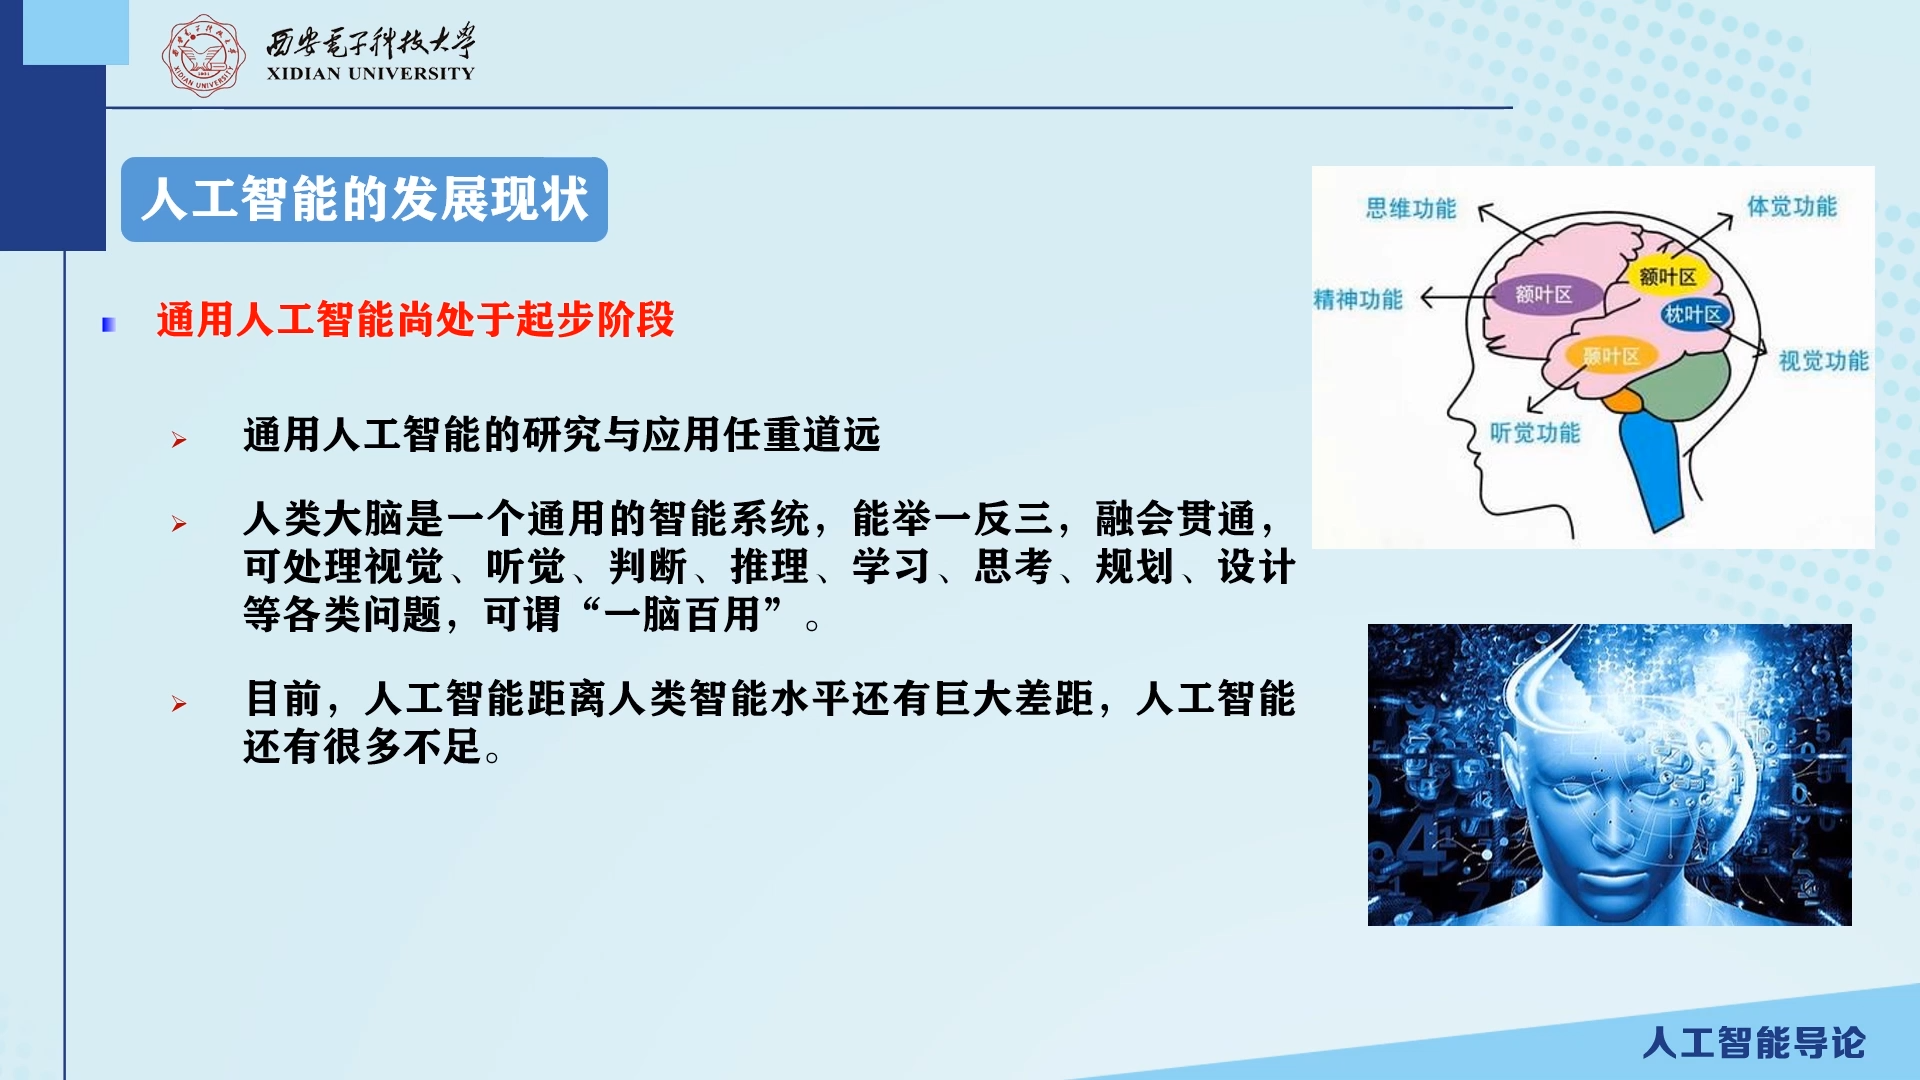 西安电子科技大学
XIDIAN UNIVERSITY
人工智能的发展现状
通用人工智能尚处于起步阶段
通用人工智能的研究与应用任重道远
人类大脑是一个通用的智能系统，能举一反三，融会贯通，
可处理视觉、听觉、判断、推理、学习、思考、规划、设计
等各类问题，可谓“一脑百用”。
目前，人工智能距离人类智能水平还有巨大差距，人工智能
还有很多不足。
思维功能
体觉功能
额叶区
精神功能
额叶区
枕叶区
颞叶区
视觉功能
听觉功能
人工智能导论